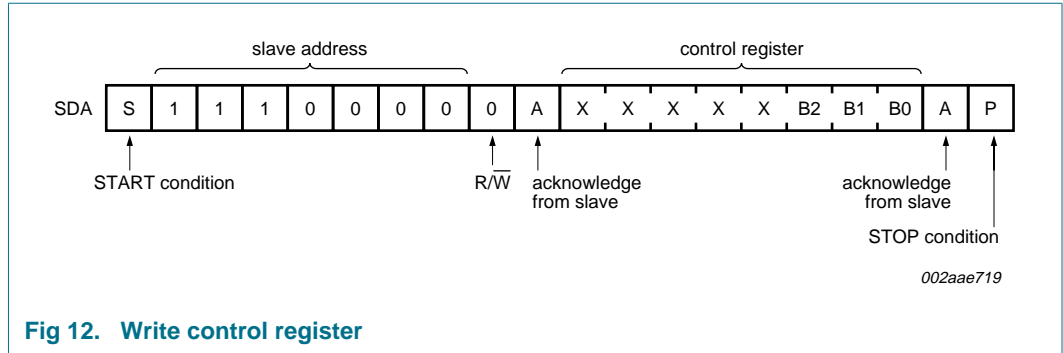 slave address control register
SDA S 1 1 1 0 0 0 0 0 A X X X X X B2 B1 B0 A P
START condition R/W̅ acknowledge from slave acknowledge from slave
STOP condition
002aae719
Fig 12. Write control register